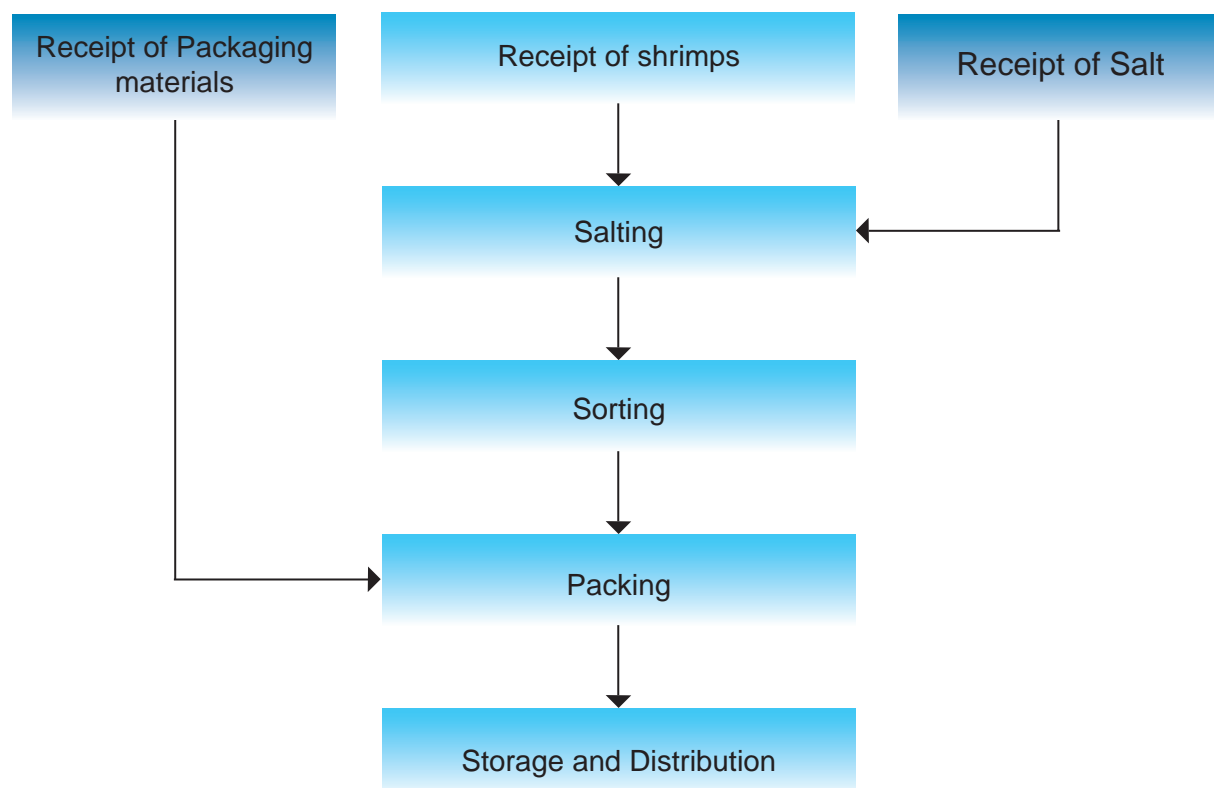 Receipt of Packaging
materials
Receipt of shrimps
Receipt of Salt
Salting
Sorting
Packing
Storage and Distribution